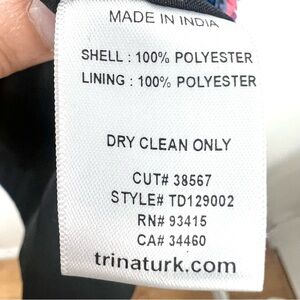 MADE IN INDIA
SHELL : 100% POLYESTER
LINING : 100% POLYESTER
DRY CLEAN ONLY
CUT# 38567
STYLE# TD129002
RN# 93415
CA# 34460
trinaturk.com